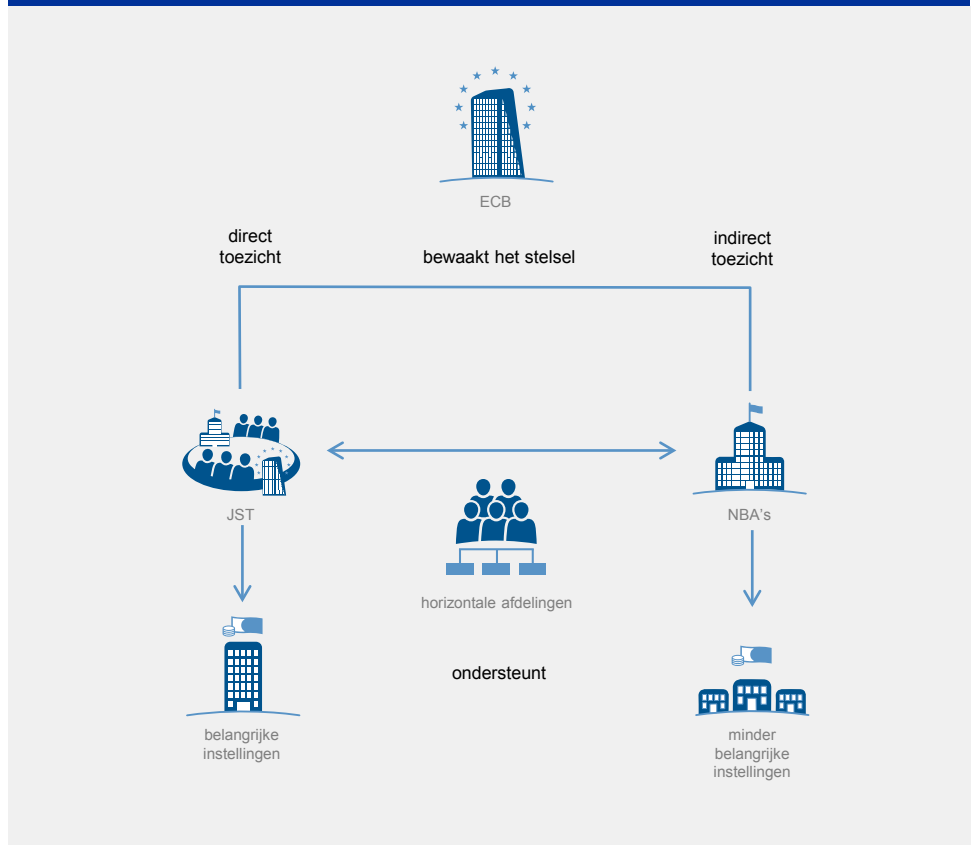 ECB
direct
toezicht
bewaakt het stelsel
indirect
toezicht
JST
NBA's
horizontale afdelingen
ondersteunt
belangrijke
instellingen
minder
belangrijke
instellingen